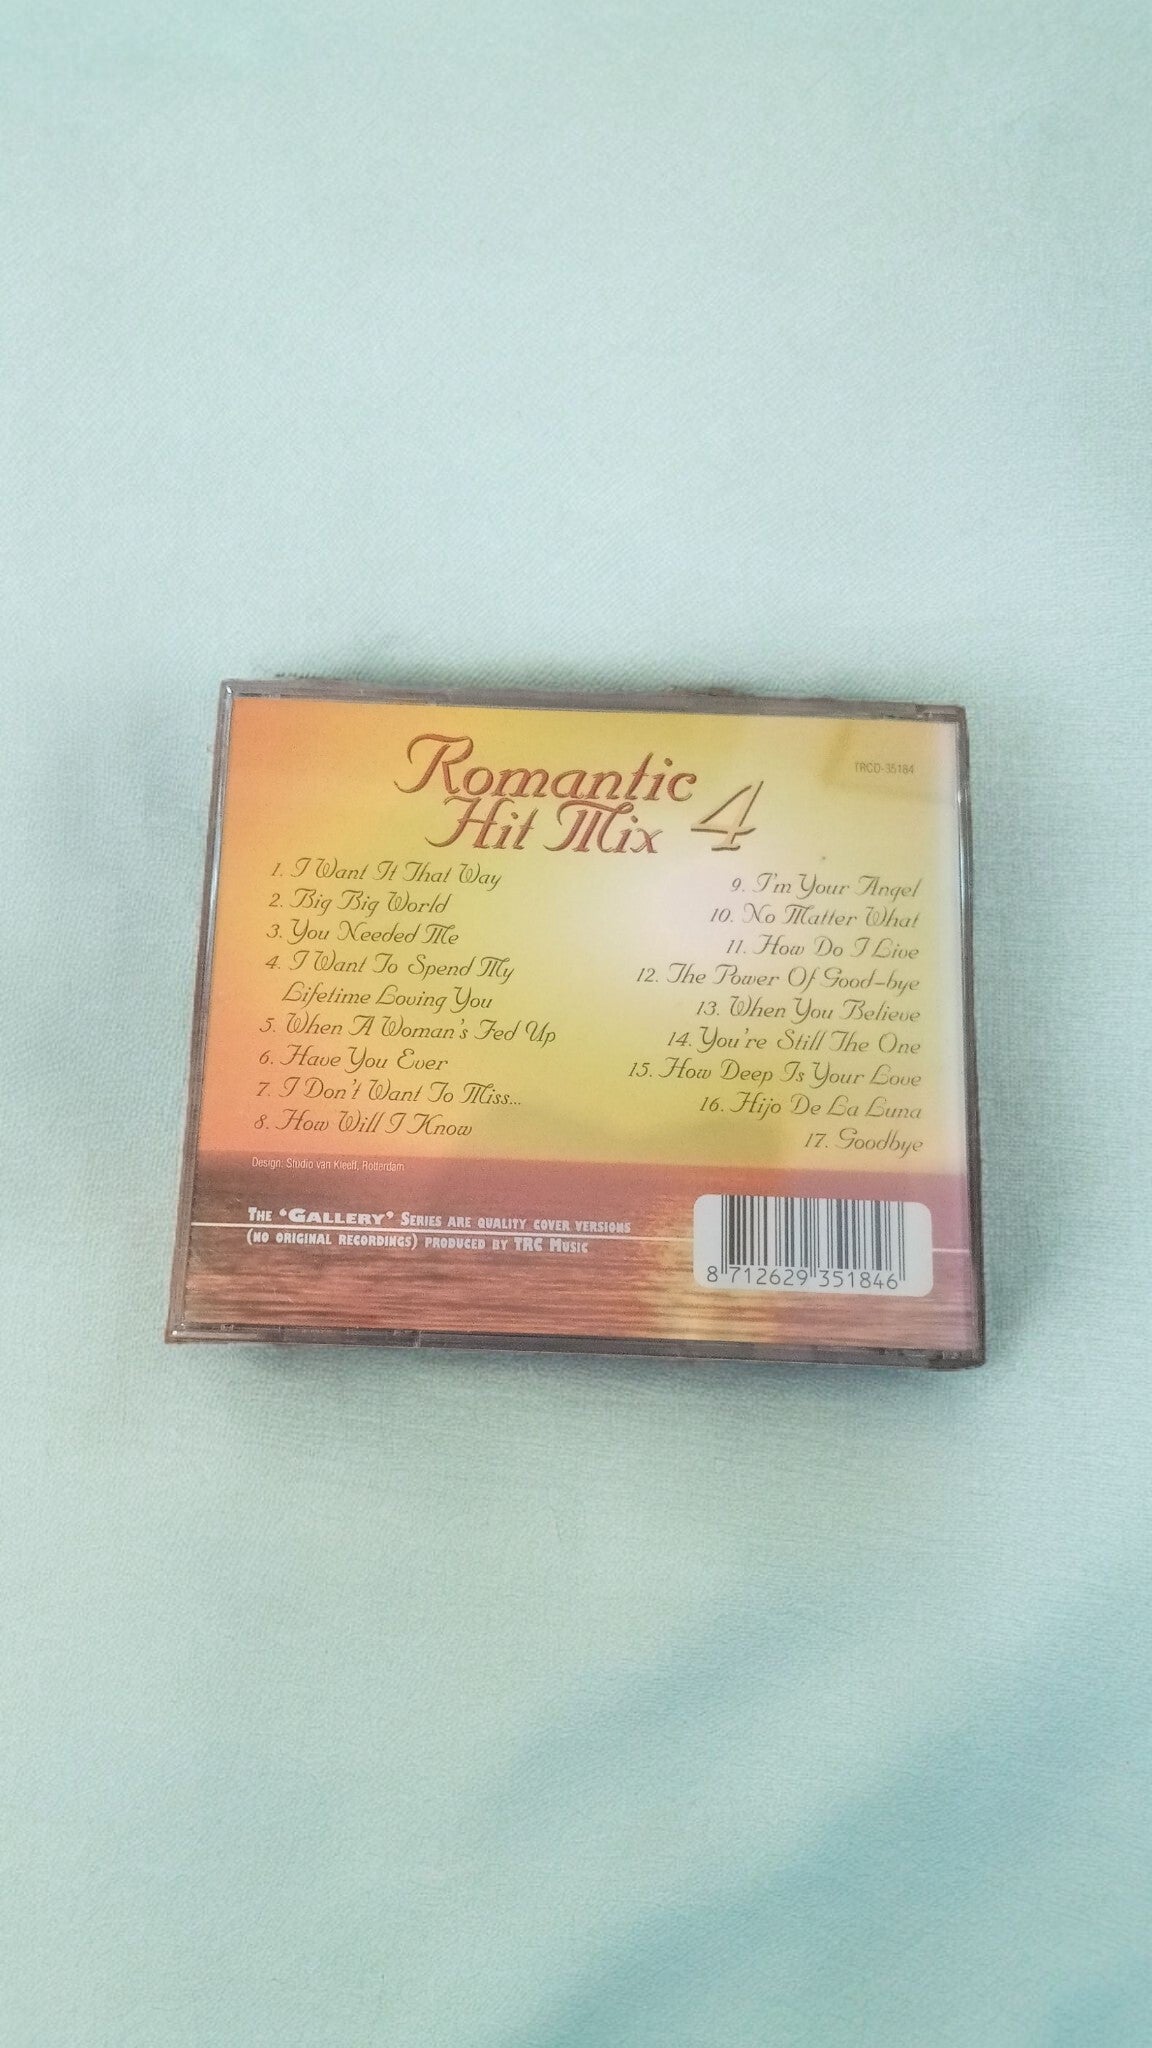 Romantic
Hit Mix 4
TRCD-35184
1. I Want It That Way
2. Big Big World
3. You Needed Me
4. I Want To Spend My
Lifetime Loving You
5. When A Woman's Fed Up
6. Have You Ever
7. I Don't Want To Miss...
8. How Will I Know
9. I'm Your Angel
10. No Matter What
11. How Do I Live
12. The Power Of Good-bye
13. When You Believe
14. You're Still The One
15. How Deep Is Your Love
16. Hijo De La Luna
17. Goodbye
Design: Studio van Kleeff, Rotterdam
THE 'GALLERY' SERIES ARE QUALITY COVER VERSIONS
(NO ORIGINAL RECORDINGS) PRODUCED BY TRC MUSIC
8 712629 351846